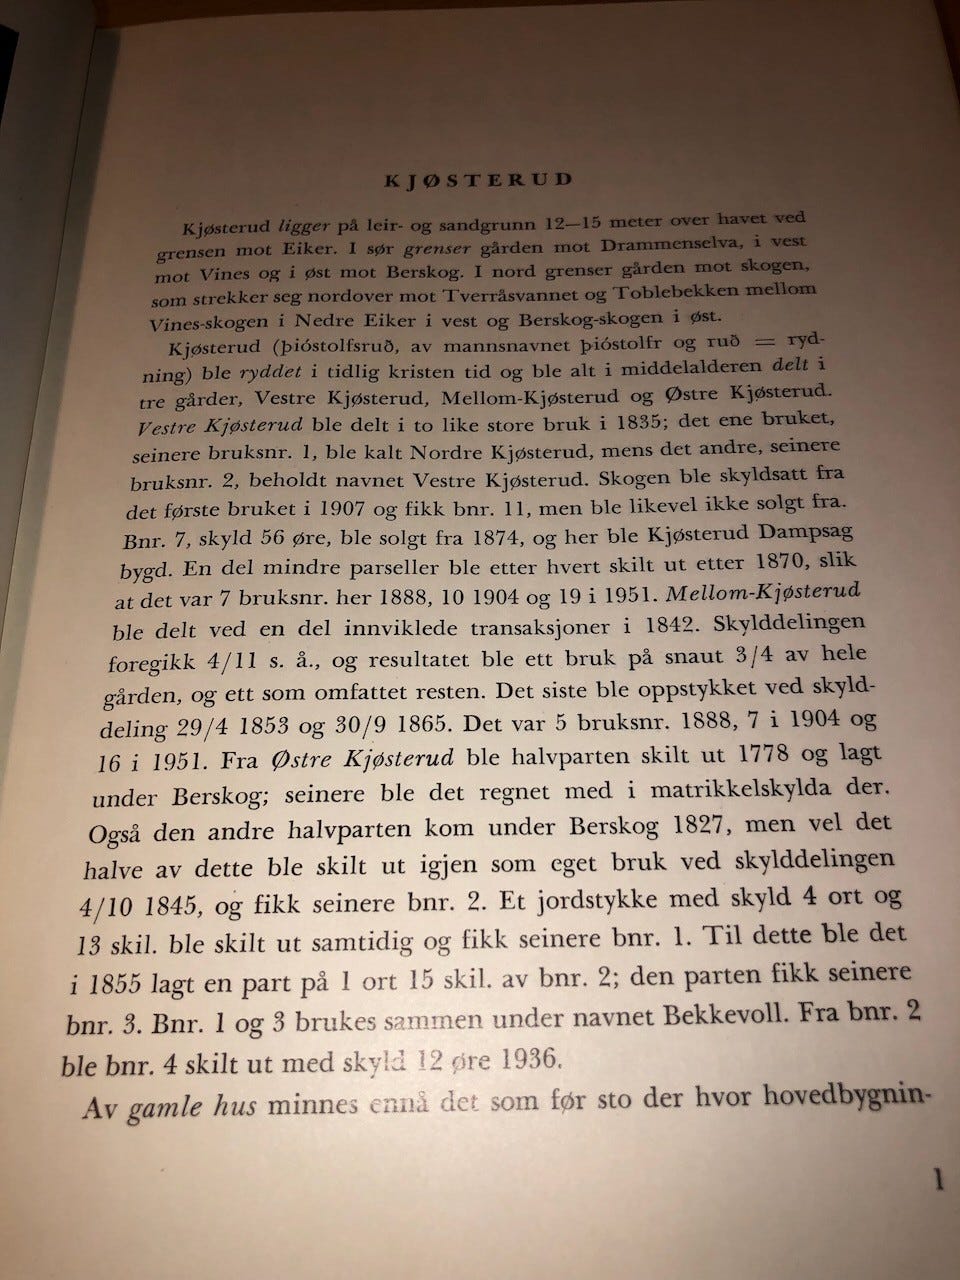 KJØSTERUD
Kjøsterud ligger på leir- og sandgrunn 12—15 meter over havet ved
grensen mot Eiker. I sør grenser gården mot Drammenselva, i vest
mot Vines og i øst mot Berskog. I nord grenser gården mot skogen,
som strekker seg nordover mot Tverråsvannet og Toblebekken mellom
Vines-skogen i Nedre Eiker i vest og Berskog-skogen i øst.
Kjøsterud (þióstolfsruð, av mannsnavnet þióstolfr og ruð = ryd-
ning) ble ryddet i tidlig kristen tid og ble alt i middelalderen delt i
tre gårder, Vestre Kjøsterud, Mellom-Kjøsterud og Østre Kjøsterud.
Vestre Kjøsterud ble delt i to like store bruk i 1835; det ene bruket,
seinere bruksnr. 1, ble kalt Nordre Kjøsterud, mens det andre, seinere
bruksnr. 2, beholdt navnet Vestre Kjøsterud. Skogen ble skyldsatt fra
det første bruket i 1907 og fikk bnr. 11, men ble likevel ikke solgt fra.
Bnr. 7, skyld 56 øre, ble solgt fra 1874, og her ble Kjøsterud Dampsag
bygd. En del mindre parseller ble etter hvert skilt ut etter 1870, slik
at det var 7 bruksnr. her 1888, 10 1904 og 19 i 1951. Mellom-Kjøsterud
ble delt ved en del innviklede transaksjoner i 1842. Skylddelingen
foregikk 4/11 s. å., og resultatet ble ett bruk på snaut 3/4 av hele
gården, og ett som omfattet resten. Det siste ble oppstykket ved skyld-
deling 29/4 1853 og 30/9 1865. Det var 5 bruksnr. 1888, 7 i 1904 og
16 i 1951. Fra Østre Kjøsterud ble halvparten skilt ut 1778 og lagt
under Berskog; seinere ble det regnet med i matrikkelskylda der.
Også den andre halvparten kom under Berskog 1827, men vel det
halve av dette ble skilt ut igjen som eget bruk ved skylddelingen
4/10 1845, og fikk seinere bnr. 2. Et jordstykke med skyld 4 ort og
13 skil. ble skilt ut samtidig og fikk seinere bnr. 1. Til dette ble det
i 1855 lagt en part på 1 ort 15 skil. av bnr. 2; den parten fikk seinere
bnr. 3. Bnr. 1 og 3 brukes sammen under navnet Bekkevoll. Fra bnr. 2
ble bnr. 4 skilt ut med skyld 12 øre 1936.
Av gamle hus minnes ennå det som før sto der hvor hovedbygnin-
1